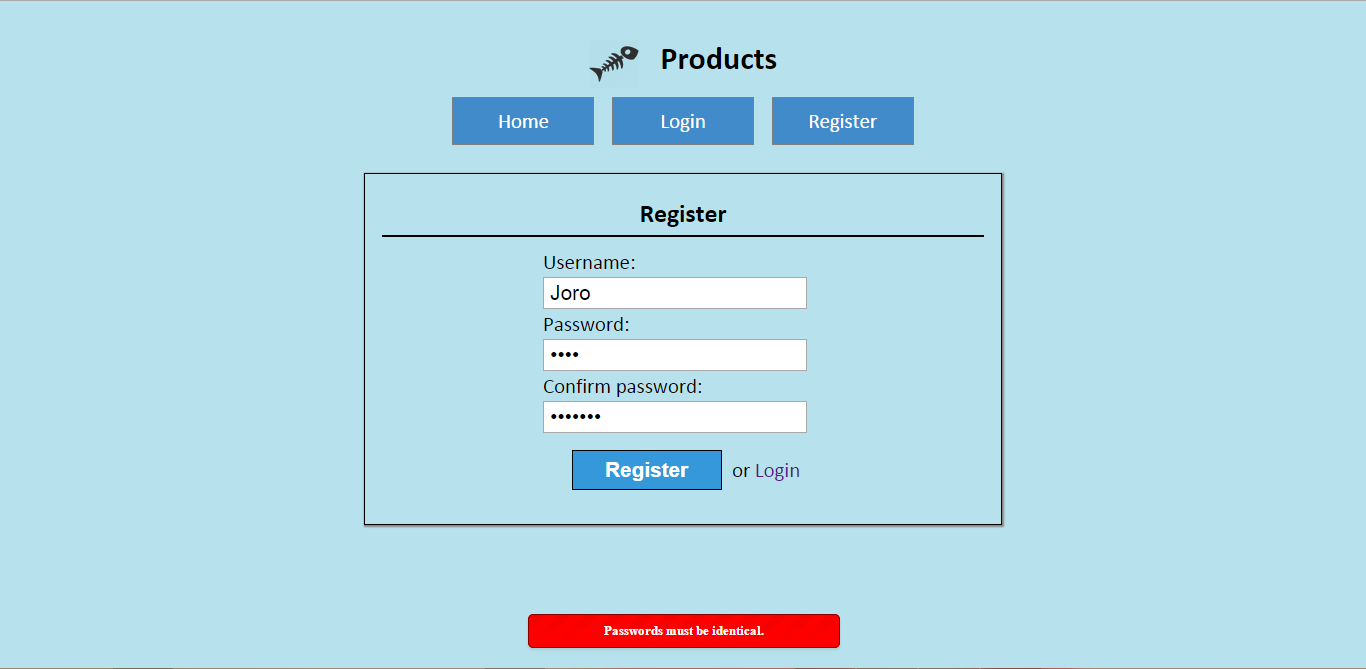 Products
Home Login Register
Register
Username:
Joro
Password:
••••
Confirm password:
•••••••
Register or Login
Passwords must be identical.